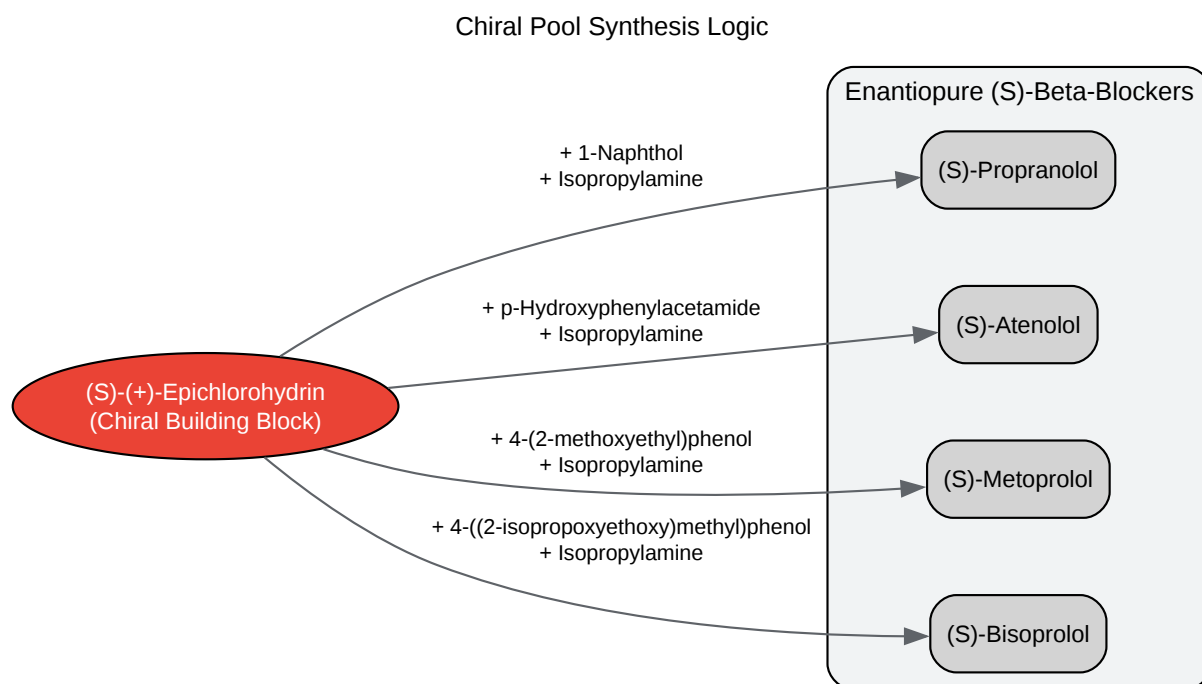 Chiral Pool Synthesis Logic
Enantiopure (S)-Beta-Blockers
+ 1-Naphthol
+ Isopropylamine
(S)-Propranolol
+ p-Hydroxyphenylacetamide
+ Isopropylamine
(S)-Atenolol
(S)-(+)-Epichlorohydrin
(Chiral Building Block)
+ 4-(2-methoxyethyl)phenol
+ Isopropylamine
(S)-Metoprolol
+ 4-((2-isopropoxyethoxy)methyl)phenol
+ Isopropylamine
(S)-Bisoprolol